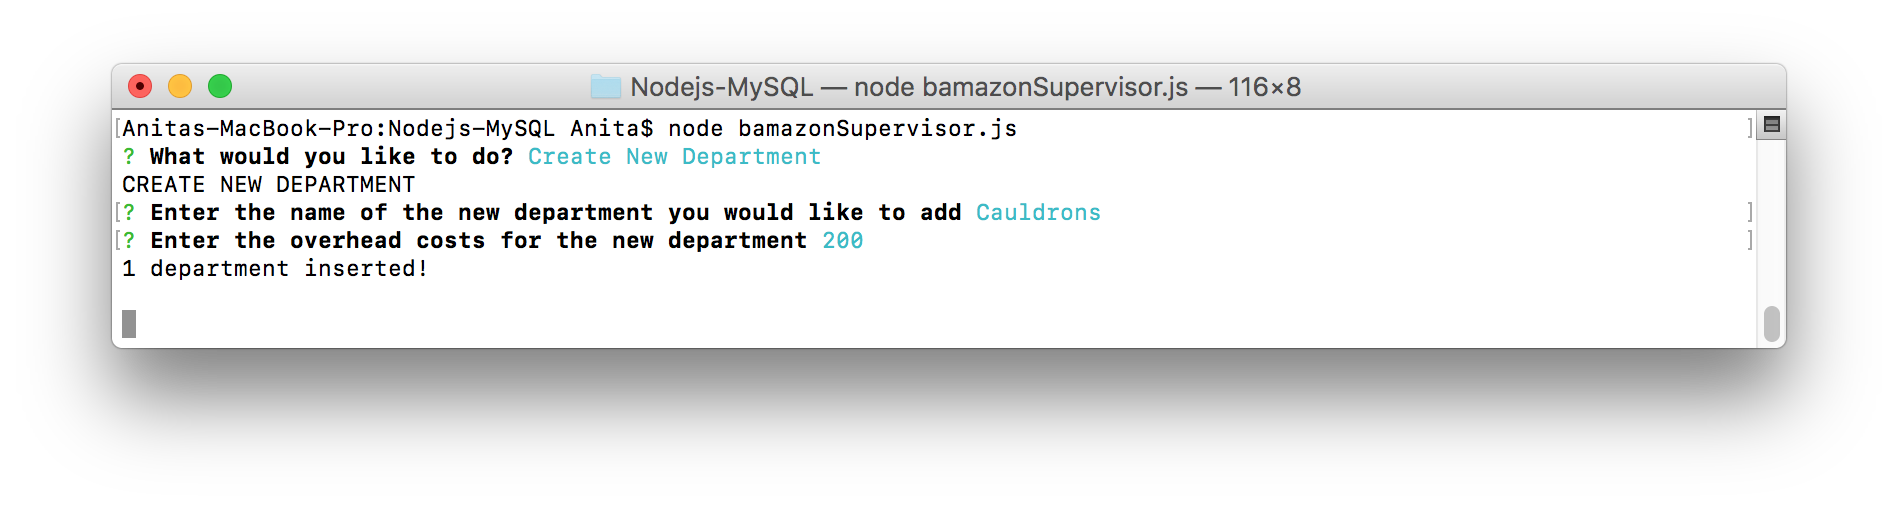 Nodejs-MySQL — node bamazonSupervisor.js — 116×8
[Anitas-MacBook-Pro:Nodejs-MySQL Anita$ node bamazonSupervisor.js ]
? What would you like to do? Create New Department
CREATE NEW DEPARTMENT
[? Enter the name of the new department you would like to add Cauldrons ]
[? Enter the overhead costs for the new department 200 ]
1 department inserted!